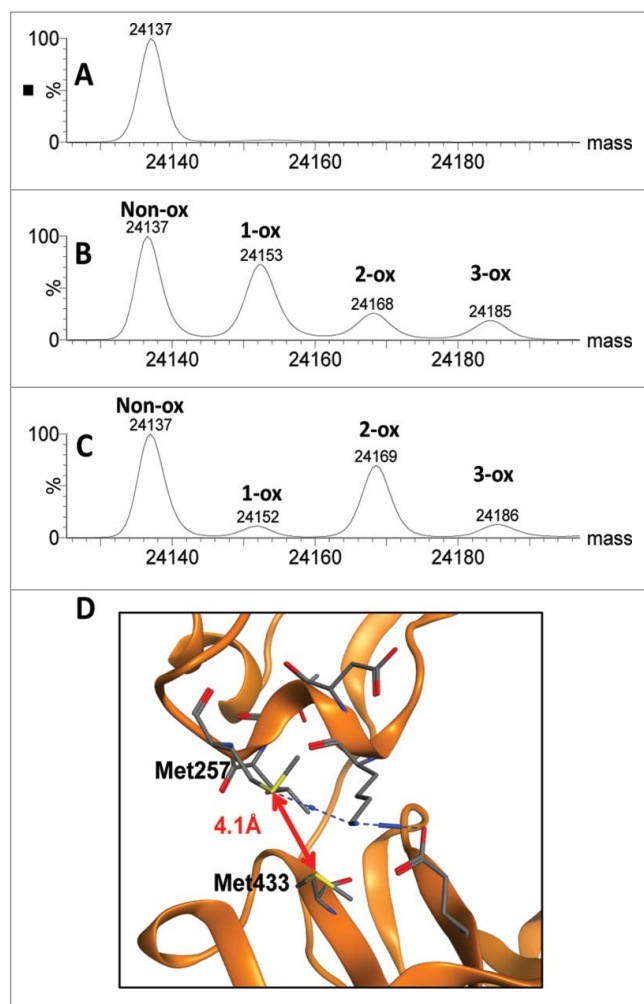 24137
100
A
%
0
24140 24160 24180 mass
Non-ox
24137
1-ox
24153
2-ox
24168
3-ox
24185
100
B
%
0
24140 24160 24180 mass
Non-ox
24137
1-ox
24152
2-ox
24169
3-ox
24186
100
C
%
0
24140 24160 24180 mass
D
Met257
4.1Å
Met433